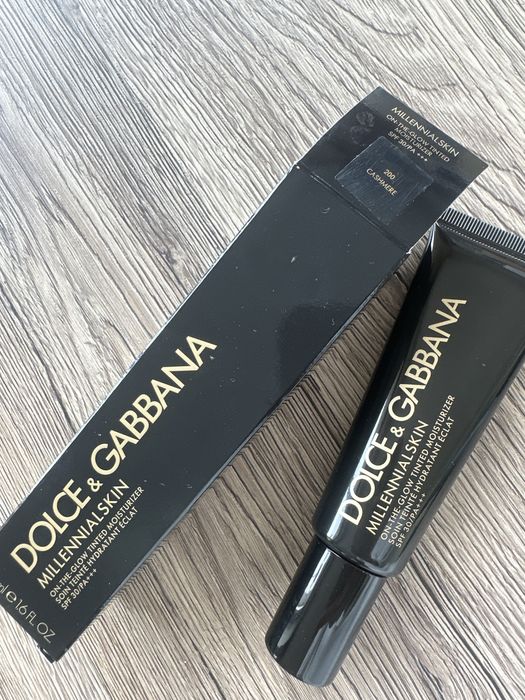 MILLENNIALSKIN
ON-THE-GLOW TINTED
MOISTURIZER
SPF 30/PA+++
200
CASHMERE
DOLCE & GABBANA
MILLENNIALSKIN
ON-THE-GLOW TINTED MOISTURIZER
SOIN TEINTÉ HYDRATANT ÉCLAT
SPF 30/PA+++
℮ 1.6 FL.OZ.
DOLCE & GABBANA
MILLENNIALSKIN
ON-THE-GLOW TINTED MOISTURIZER
SOIN TEINTÉ HYDRATANT ÉCLAT
SPF 30/PA+++